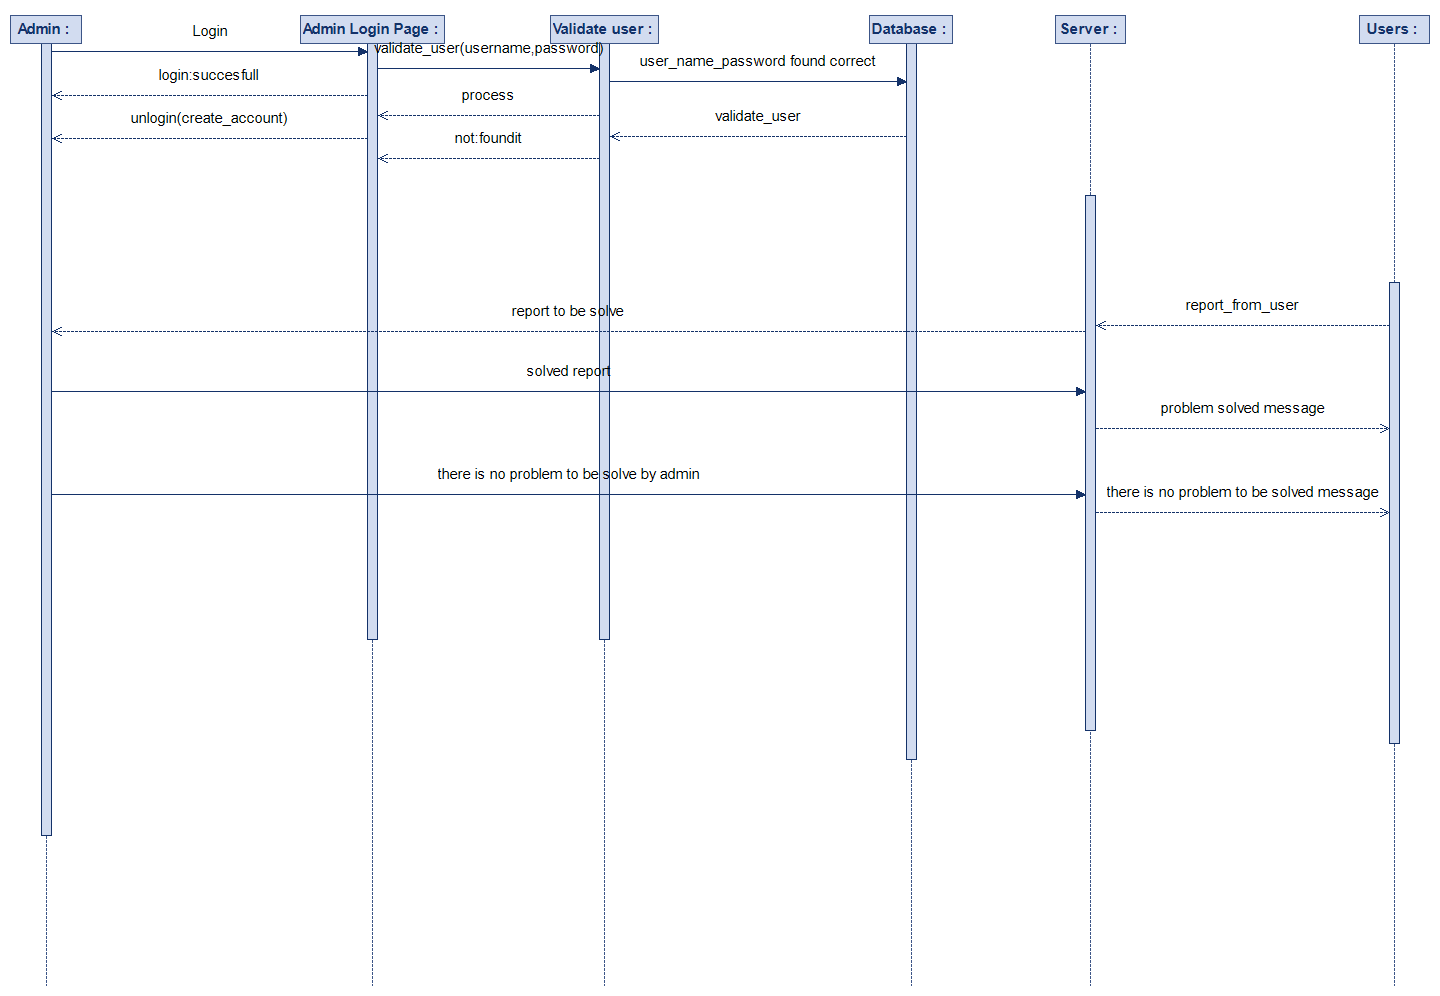 Admin :
Admin Login Page :
Validate user :
Database :
Server :
Users :
Login
validate_user(username,password)
user_name_password found correct
login:succesfull
process
validate_user
unlogin(create_account)
not:foundit
report_from_user
report to be solve
solved report
problem solved message
there is no problem to be solve by admin
there is no problem to be solved message